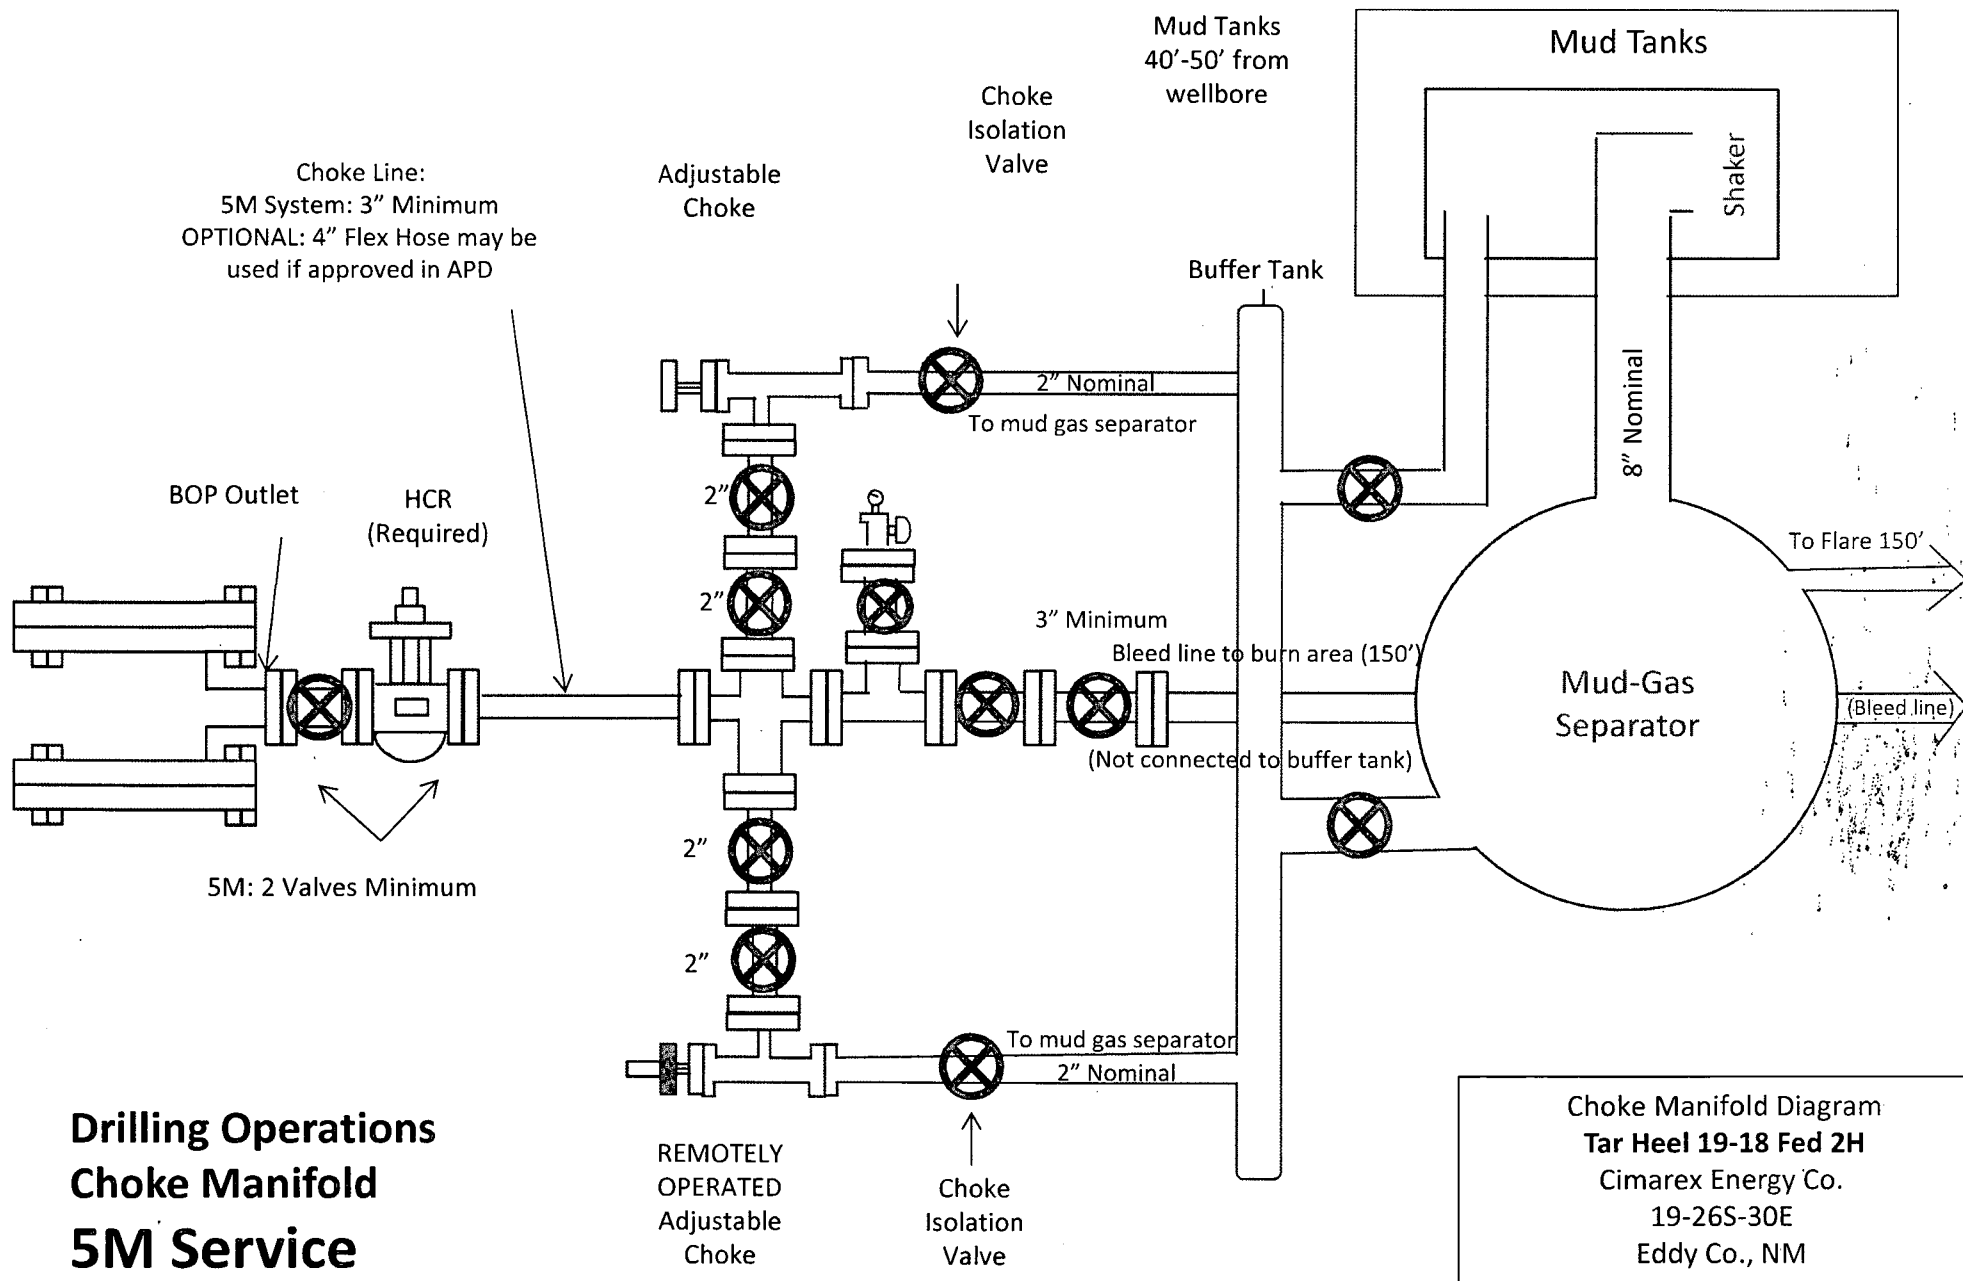 Mud Tanks
40'-50' from
wellbore
Mud Tanks
Shaker
Choke
Isolation
Valve
Adjustable
Choke
Choke Line:
5M System: 3" Minimum
OPTIONAL: 4" Flex Hose may be
used if approved in APD
Buffer Tank
2" Nominal
To mud gas separator
8" Nominal
BOP Outlet
HCR
(Required)
2"
2"
To Flare 150'
3" Minimum
Bleed line to burn area (150')
Mud-Gas
Separator
(Bleed line)
(Not connected to buffer tank)
2"
5M: 2 Valves Minimum
2"
To mud gas separator
2" Nominal
REMOTELY
OPERATED
Adjustable
Choke
Choke
Isolation
Valve
Drilling Operations
Choke Manifold
5M Service
Choke Manifold Diagram
Tar Heel 19-18 Fed 2H
Cimarex Energy Co.
19-26S-30E
Eddy Co., NM